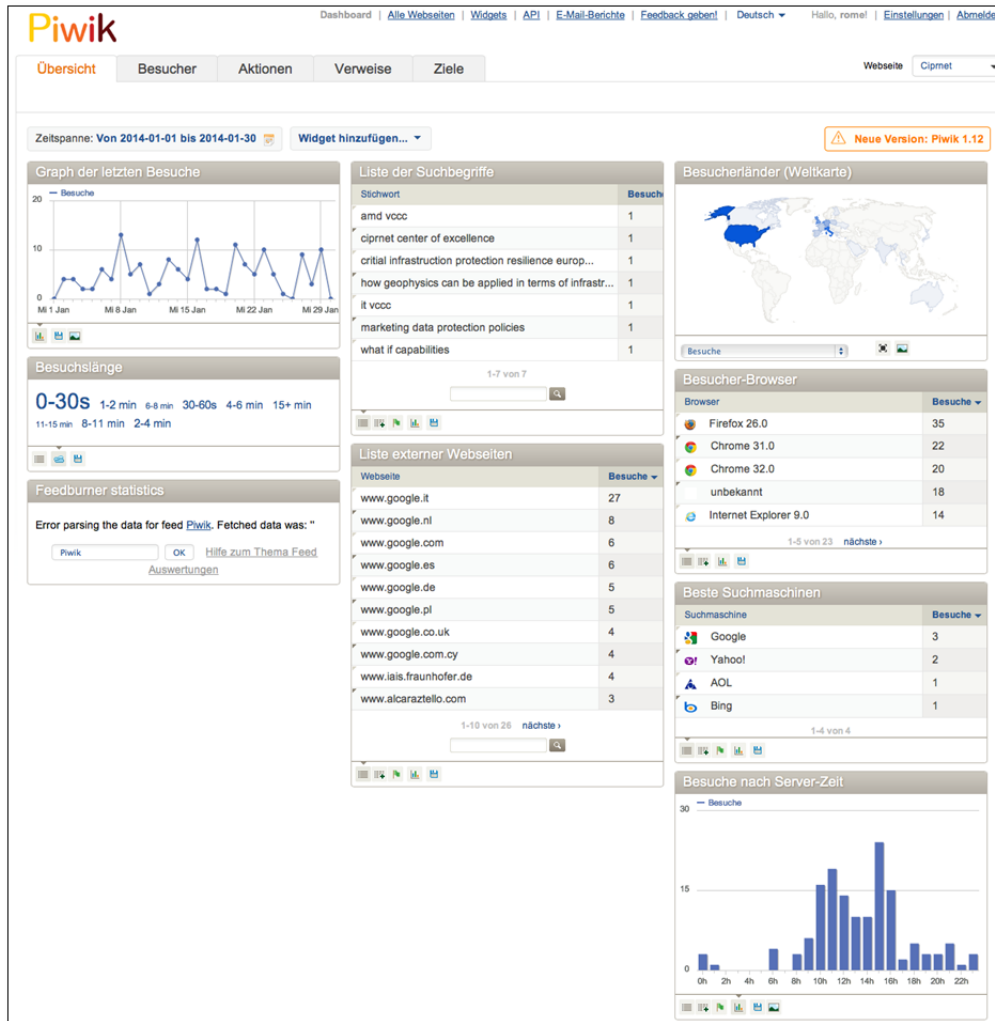 Piwik
Dashboard | Alle Webseiten | Widgets | API | E-Mail-Berichte | Feedback geben! | Deutsch | Hallo, rome! | Einstellungen | Abmelde
Übersicht Besucher Aktionen Verweise Ziele
Webseite Ciprnet
Zeitspanne: Von 2014-01-01 bis 2014-01-30
Widget hinzufügen...
Neue Version: Piwik 1.12
Graph der letzten Besuche
Besuche
20
10
0
Mi 1 Jan Mi 8 Jan Mi 15 Jan Mi 22 Jan Mi 29 Jan
Besuchslänge
0-30s 1-2 min 6-8 min 30-60s 4-6 min 15+ min
11-15 min 8-11 min 2-4 min
Feedburner statistics
Error parsing the data for feed Piwik. Fetched data was: "
Piwik OK Hilfe zum Thema Feed
Auswertungen
Liste der Suchbegriffe
Stichwort Besuch
amd vccc 1
ciprnet center of excellence 1
critial infrastruction protection resilience europ... 1
how geophysics can be applied in terms of infrastr... 1
it vccc 1
marketing data protection policies 1
what if capabilities 1
1-7 von 7
Liste externer Webseiten
Webseite Besuche
www.google.it 27
www.google.nl 8
www.google.com 6
www.google.es 6
www.google.de 5
www.google.pl 5
www.google.co.uk 4
www.google.com.cy 4
www.iais.fraunhofer.de 4
www.alcaraztello.com 3
1-10 von 26 nächste ›
Besucherländer (Weltkarte)
Besuche
Besucher-Browser
Browser Besuche
Firefox 26.0 35
Chrome 31.0 22
Chrome 32.0 20
unbekannt 18
Internet Explorer 9.0 14
1-5 von 23 nächste ›
Beste Suchmaschinen
Suchmaschine Besuche
Google 3
Yahoo! 2
AOL 1
Bing 1
1-4 von 4
Besuche nach Server-Zeit
Besuche
30
15
0
0h 2h 4h 6h 8h 10h 12h 14h 16h 18h 20h 22h